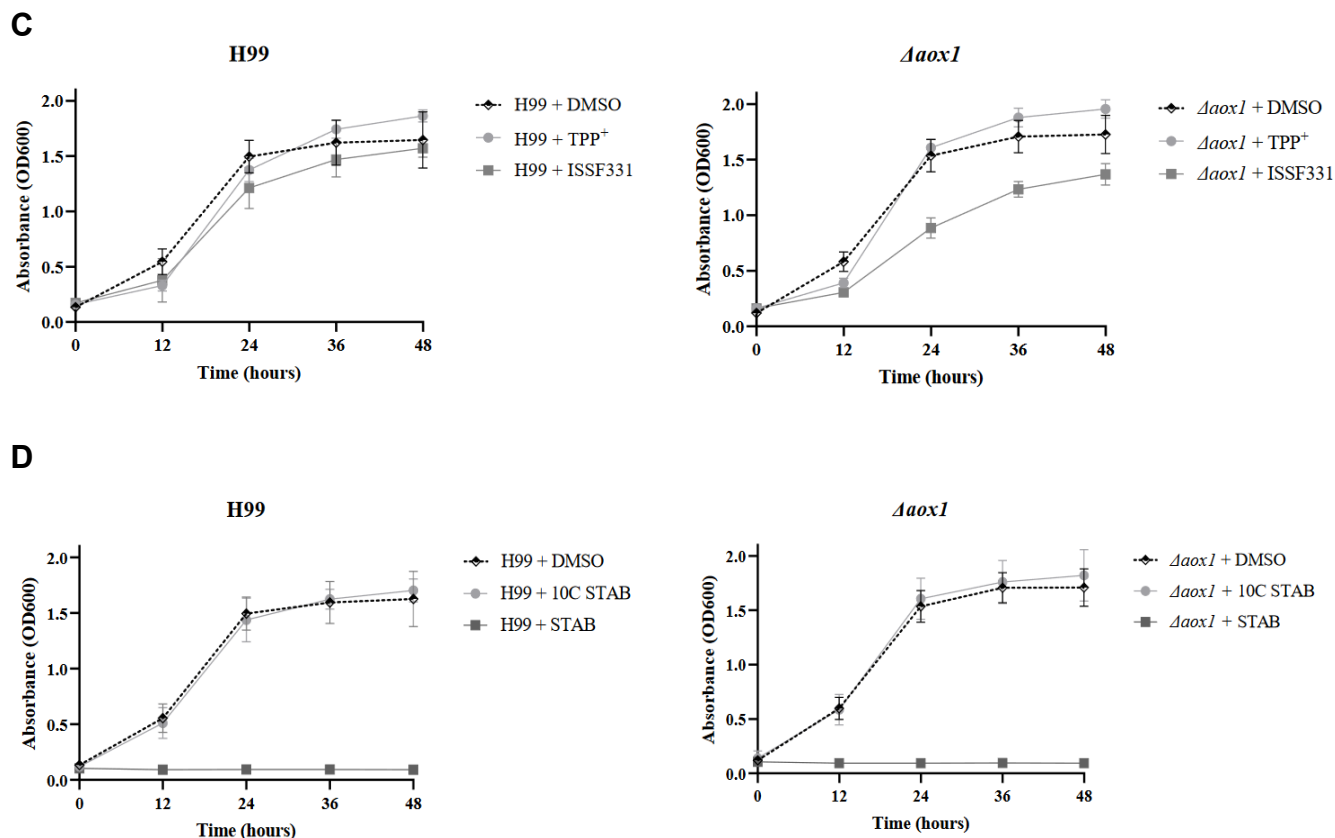 C
H99
Absorbance (OD600)
2.0
1.5
1.0
0.5
0.0
0 12 24 36 48
Time (hours)
H99 + DMSO
H99 + TPP⁺
H99 + ISSF331
Δaox1
Absorbance (OD600)
2.0
1.5
1.0
0.5
0.0
0 12 24 36 48
Time (hours)
Δaox1 + DMSO
Δaox1 + TPP⁺
Δaox1 + ISSF331
D
H99
Absorbance (OD600)
2.0
1.5
1.0
0.5
0.0
0 12 24 36 48
Time (hours)
H99 + DMSO
H99 + 10C STAB
H99 + STAB
Δaox1
Absorbance (OD600)
2.0
1.5
1.0
0.5
0.0
0 12 24 36 48
Time (hours)
Δaox1 + DMSO
Δaox1 + 10C STAB
Δaox1 + STAB